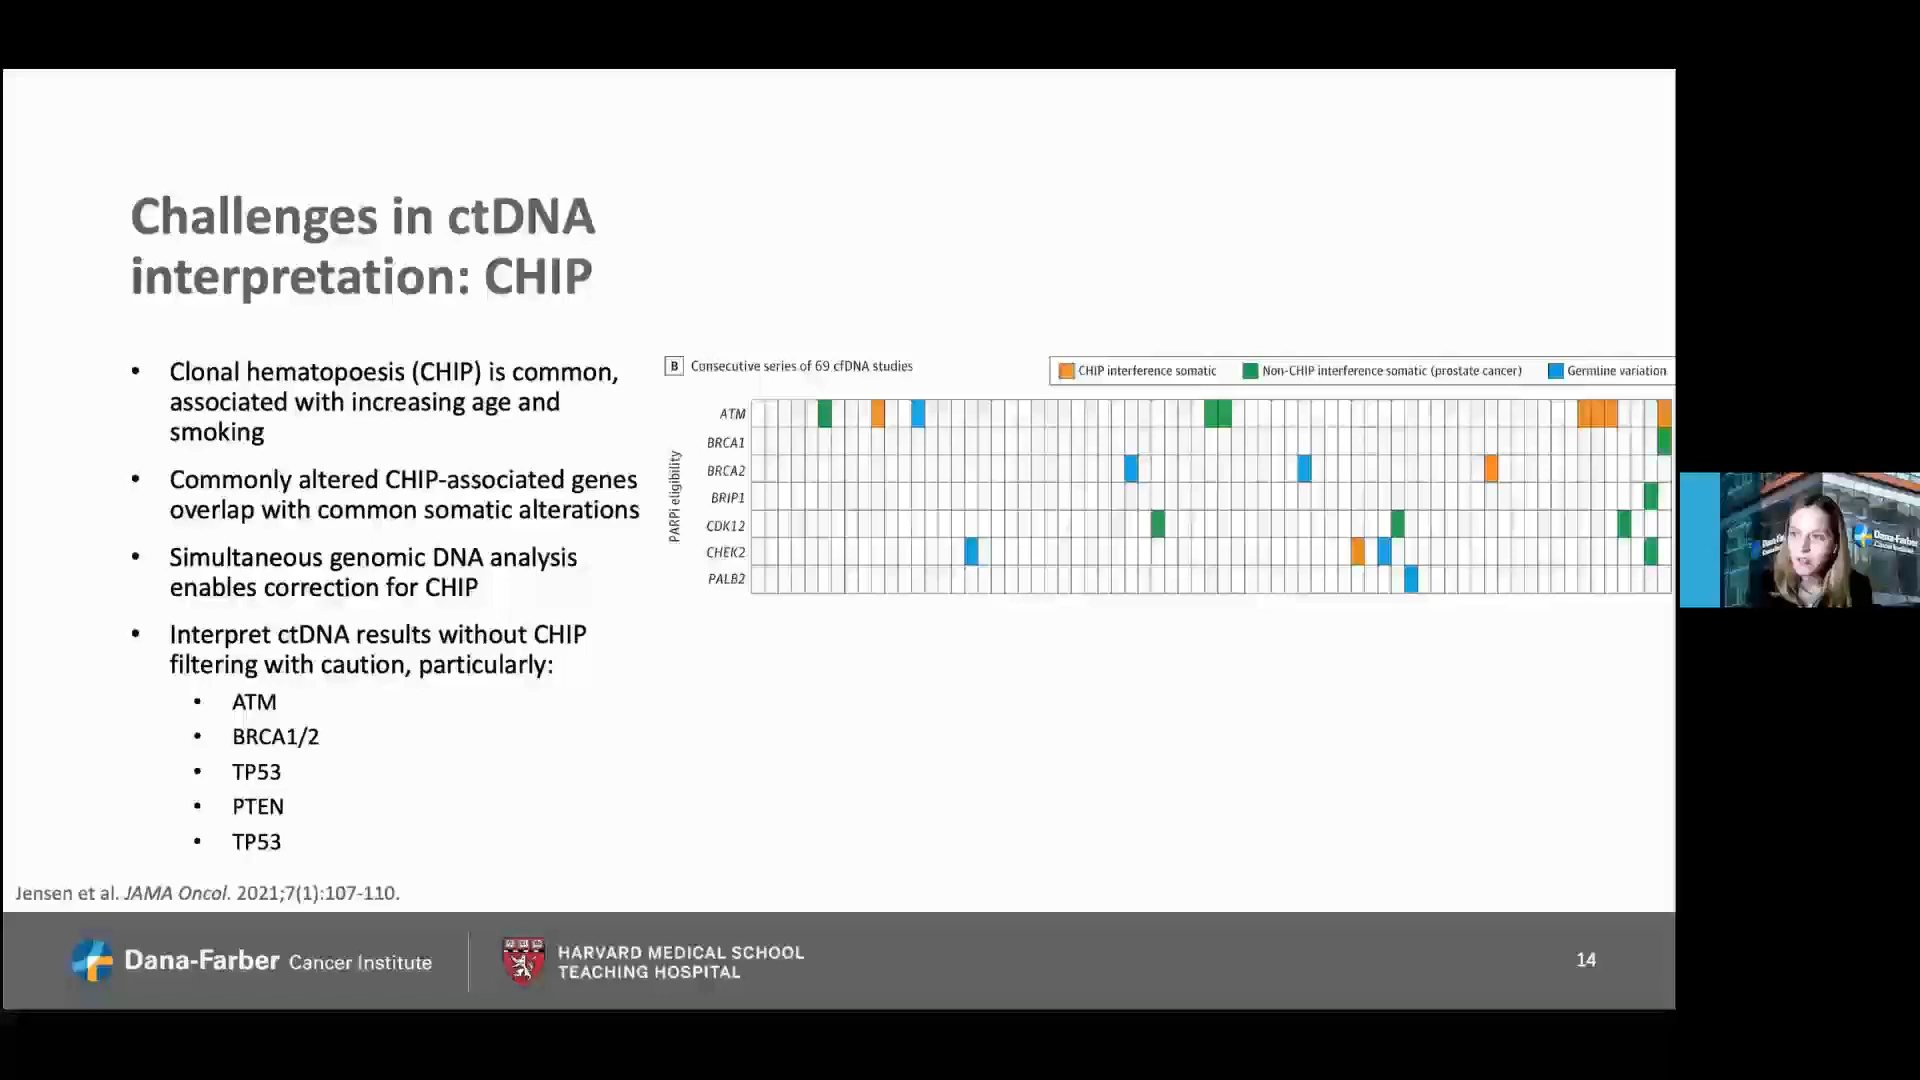 Challenges in ctDNA
interpretation: CHIP
• Clonal hematopoesis (CHIP) is common,
associated with increasing age and
smoking
• Commonly altered CHIP-associated genes
overlap with common somatic alterations
• Simultaneous genomic DNA analysis
enables correction for CHIP
• Interpret ctDNA results without CHIP
filtering with caution, particularly:
• ATM
• BRCA1/2
• TP53
• PTEN
• TP53
B Consecutive series of 69 cfDNA studies
CHIP interference somatic
Non-CHIP interference somatic (prostate cancer)
Germline variation
PARPi eligibility
ATM
BRCA1
BRCA2
BRIP1
CDK12
CHEK2
PALB2
Jensen et al. JAMA Oncol. 2021;7(1):107-110.
Dana-Farber Cancer Institute
HARVARD MEDICAL SCHOOL
TEACHING HOSPITAL
14
Dana-Farber